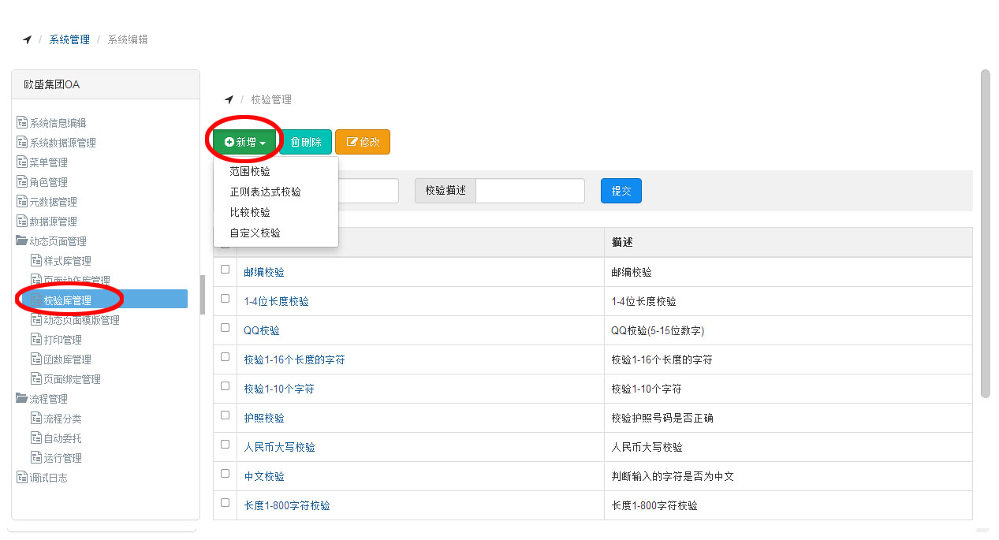 / 系统管理 / 系统编辑
欧盛集团OA
系统信息编辑
系统数据源管理
菜单管理
角色管理
元数据管理
数据源管理
动态页面管理
样式库管理
页面动作库管理
校验库管理
动态页面模版管理
打印管理
函数库管理
页面绑定管理
流程管理
流程分类
自动委托
运行管理
调试日志
/ 校验管理
新增 删除 修改
范围校验
正则表达式校验
比较校验
自定义校验
校验描述 提交
描述
邮编校验 邮编校验
1-4位长度校验 1-4位长度校验
QQ校验 QQ校验(5-15位数字)
校验1-16个长度的字符 校验1-16个长度的字符
校验1-10个字符 校验1-10个字符
护照校验 校验护照号码是否正确
人民币大写校验 人民币大写校验
中文校验 判断输入的字符是否为中文
长度1-800字符校验 长度1-800字符校验